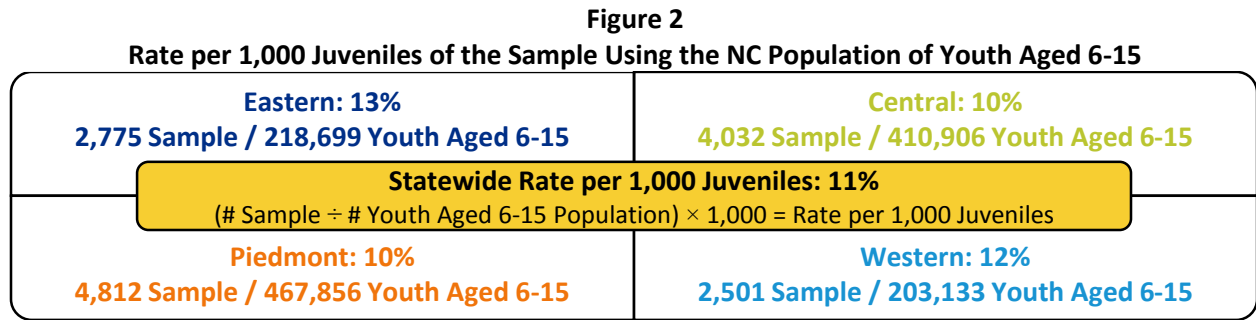 Figure 2
Rate per 1,000 Juveniles of the Sample Using the NC Population of Youth Aged 6-15
Eastern: 13%
2,775 Sample / 218,699 Youth Aged 6-15
Central: 10%
4,032 Sample / 410,906 Youth Aged 6-15
Statewide Rate per 1,000 Juveniles: 11%
(# Sample ÷ # Youth Aged 6-15 Population) × 1,000 = Rate per 1,000 Juveniles
Piedmont: 10%
4,812 Sample / 467,856 Youth Aged 6-15
Western: 12%
2,501 Sample / 203,133 Youth Aged 6-15